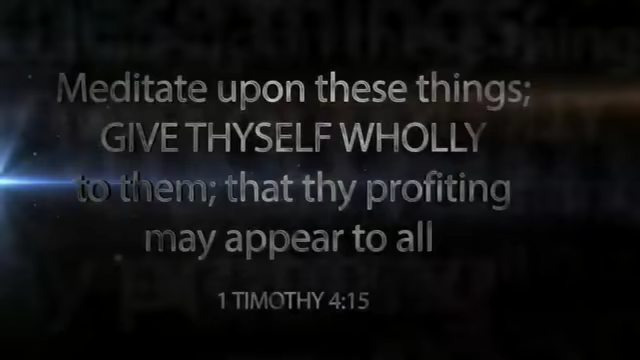 Meditate upon these things;
GIVE THYSELF WHOLLY
to them; that thy profiting
may appear to all
1 TIMOTHY 4:15